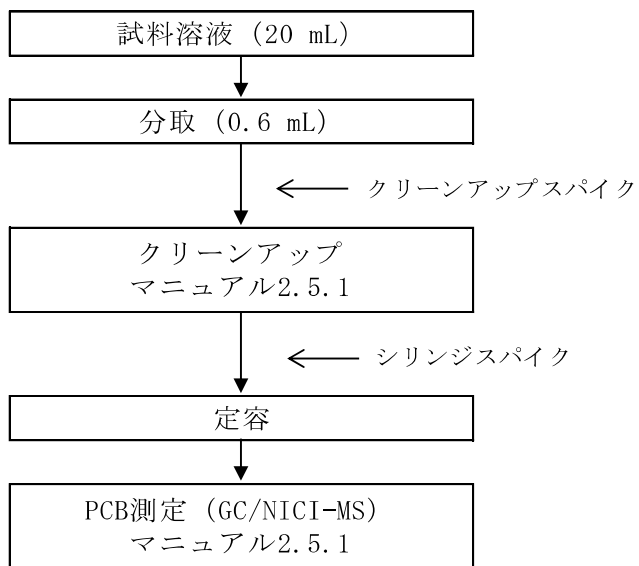 試料溶液 (20 mL)
分取 (0.6 mL)
クリーンアップスパイク
クリーンアップ
マニュアル2.5.1
シリンジスパイク
定容
PCB測定 (GC/NICI-MS)
マニュアル2.5.1